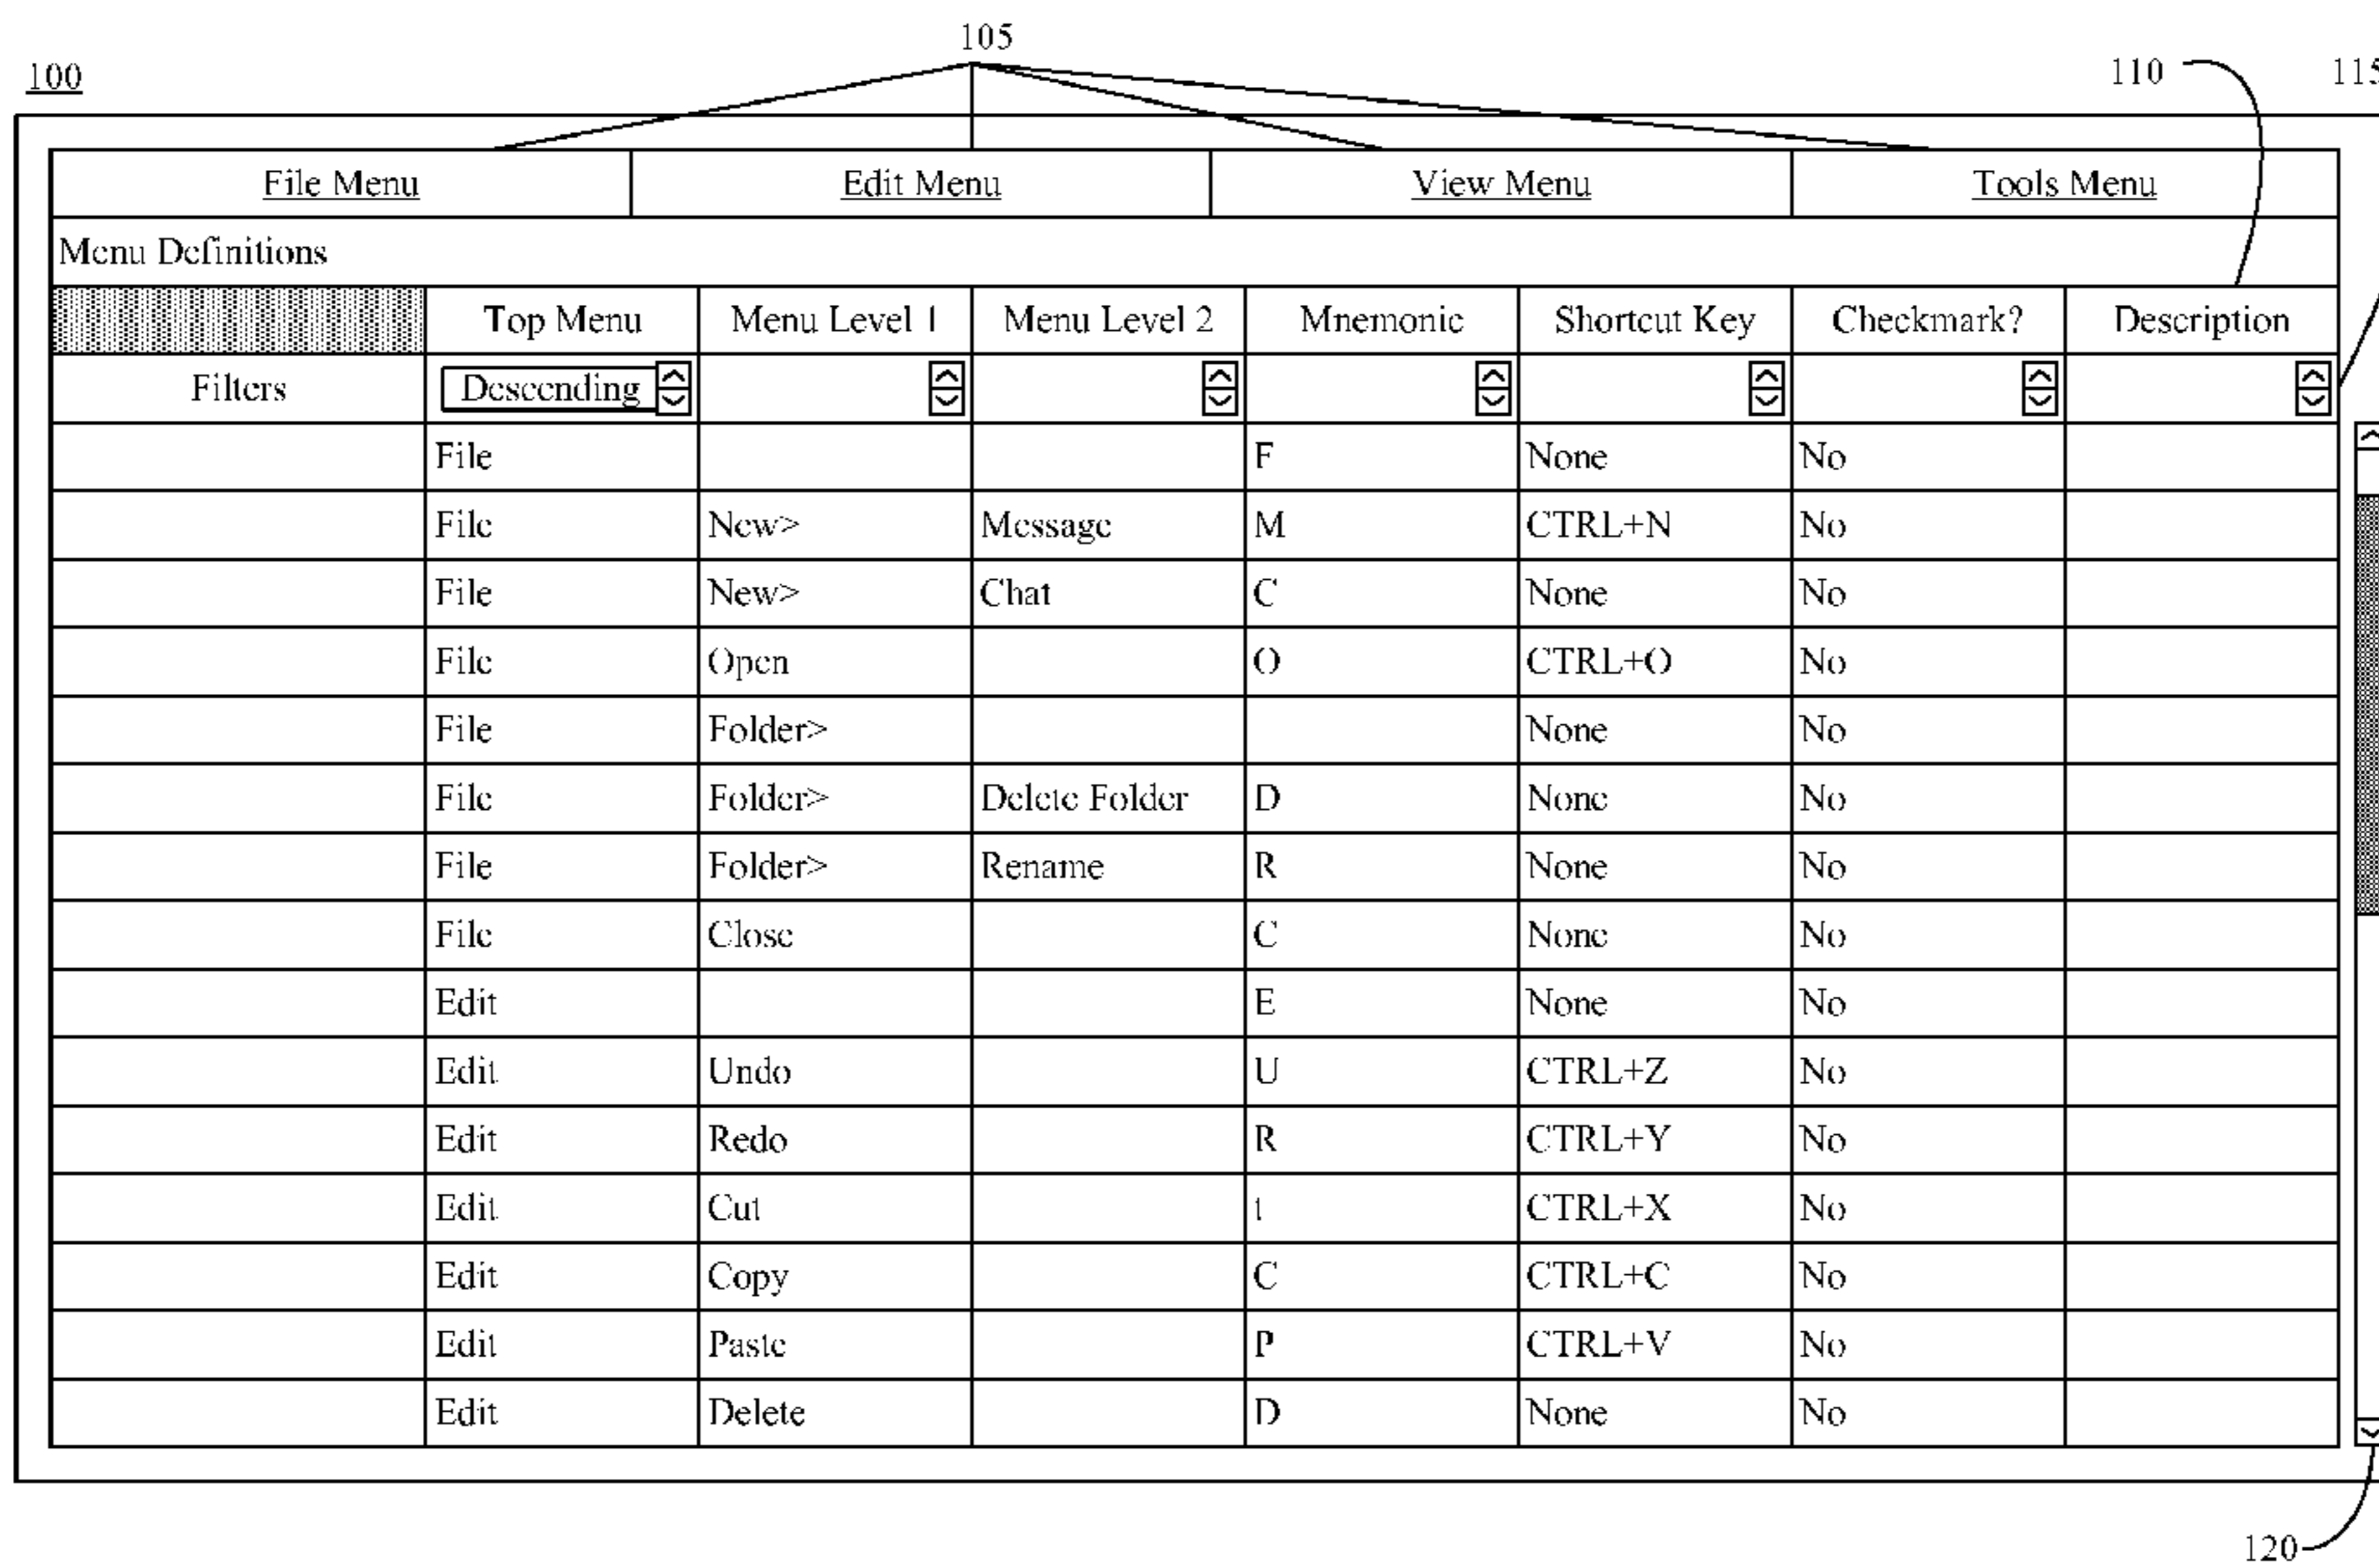 105
100
110
115
File Menu Edit Menu View Menu Tools Menu
Menu Definitions
Top Menu Menu Level 1 Menu Level 2 Mnemonic Shortcut Key Checkmark? Description
Filters Descending
File F None No
File New> Message M CTRL+N No
File New> Chat C None No
File Open O CTRL+O No
File Folder> None No
File Folder> Delete Folder D None No
File Folder> Rename R None No
File Close C None No
Edit E None No
Edit Undo U CTRL+Z No
Edit Redo R CTRL+Y No
Edit Cut t CTRL+X No
Edit Copy C CTRL+C No
Edit Paste P CTRL+V No
Edit Delete D None No
120